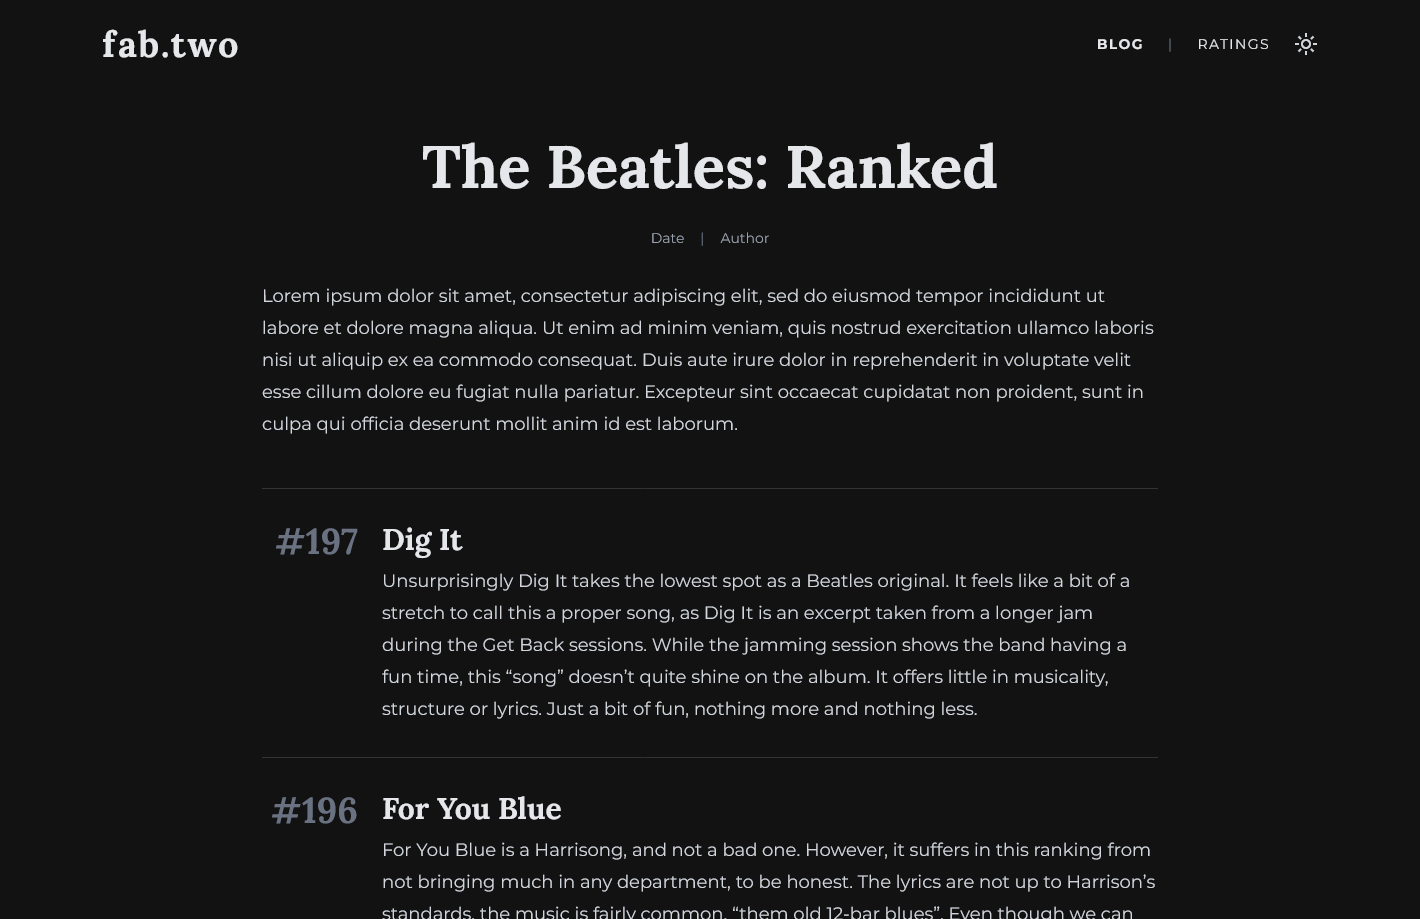 fab.two
BLOG | RATINGS
The Beatles: Ranked
Date | Author
Lorem ipsum dolor sit amet, consectetur adipiscing elit, sed do eiusmod tempor incididunt ut
labore et dolore magna aliqua. Ut enim ad minim veniam, quis nostrud exercitation ullamco laboris
nisi ut aliquip ex ea commodo consequat. Duis aute irure dolor in reprehenderit in voluptate velit
esse cillum dolore eu fugiat nulla pariatur. Excepteur sint occaecat cupidatat non proident, sunt in
culpa qui officia deserunt mollit anim id est laborum.
#197 Dig It
Unsurprisingly Dig It takes the lowest spot as a Beatles original. It feels like a bit of a
stretch to call this a proper song, as Dig It is an excerpt taken from a longer jam
during the Get Back sessions. While the jamming session shows the band having a
fun time, this “song” doesn’t quite shine on the album. It offers little in musicality,
structure or lyrics. Just a bit of fun, nothing more and nothing less.
#196 For You Blue
For You Blue is a Harrisong, and not a bad one. However, it suffers in this ranking from
not bringing much in any department, to be honest. The lyrics are not up to Harrison’s
standards, the music is fairly common, “them old 12-bar blues”. Even though we can